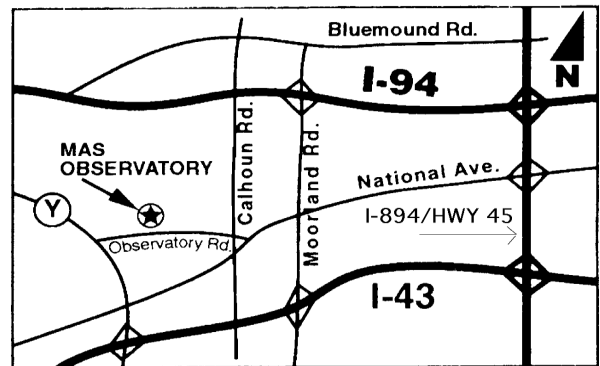 Bluemound Rd.
I-94
N
MAS
OBSERVATORY
Calhoun Rd.
Moorland Rd.
National Ave.
Y
I-894/HWY 45
Observatory Rd.
I-43